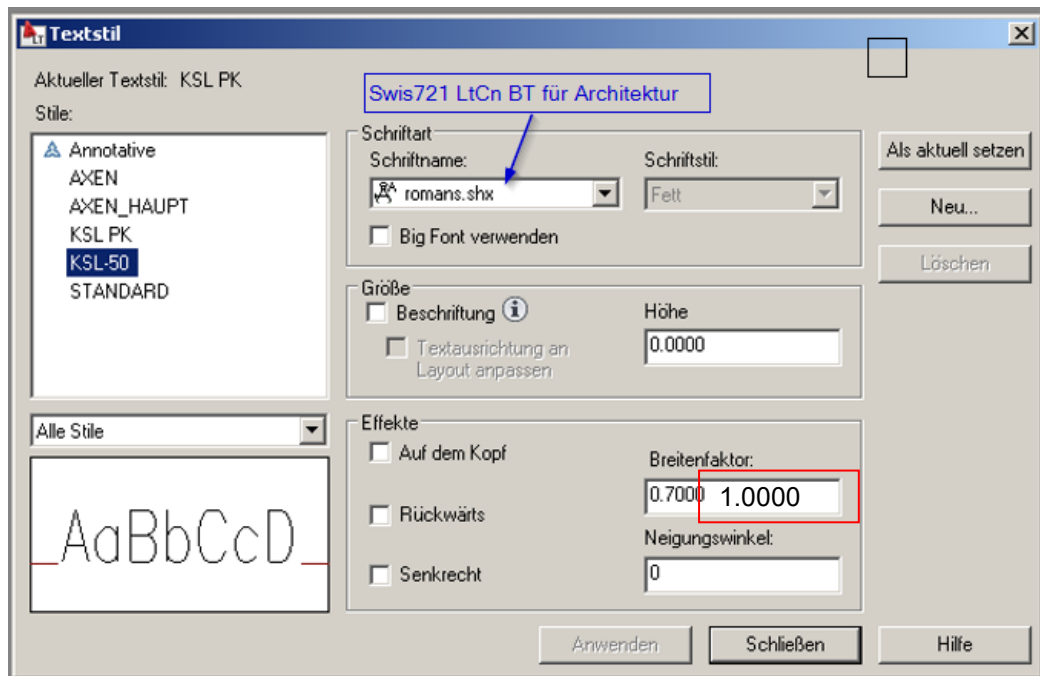 LT Textstil
Aktueller Textstil: KSL PK
Swis721 LtCn BT für Architektur
Stile:
Annotative
AXEN
AXEN_HAUPT
KSL PK
KSL-50
STANDARD
Alle Stile
AaBbCcD
Schriftart
Schriftname:
romans.shx
Schriftstil:
Fett
Big Font verwenden
Größe
Beschriftung
Textausrichtung an
Layout anpassen
Höhe
0.0000
Effekte
Auf dem Kopf
Rückwärts
Senkrecht
Breitenfaktor:
0.7000 1.0000
Neigungswinkel:
0
Als aktuell setzen
Neu...
Löschen
Anwenden
Schließen
Hilfe